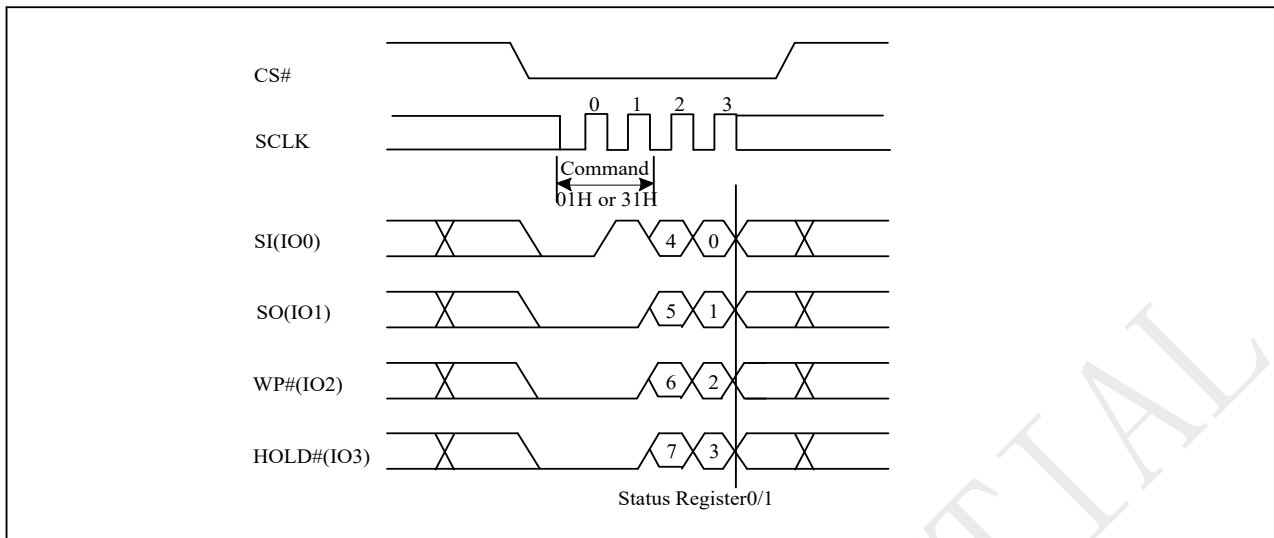 CS#
0 1 2 3
SCLK
Command
01H or 31H
SI(IO0) 4 0
SO(IO1) 5 1
WP#(IO2) 6 2
HOLD#(IO3) 7 3
Status Register0/1
TIAL